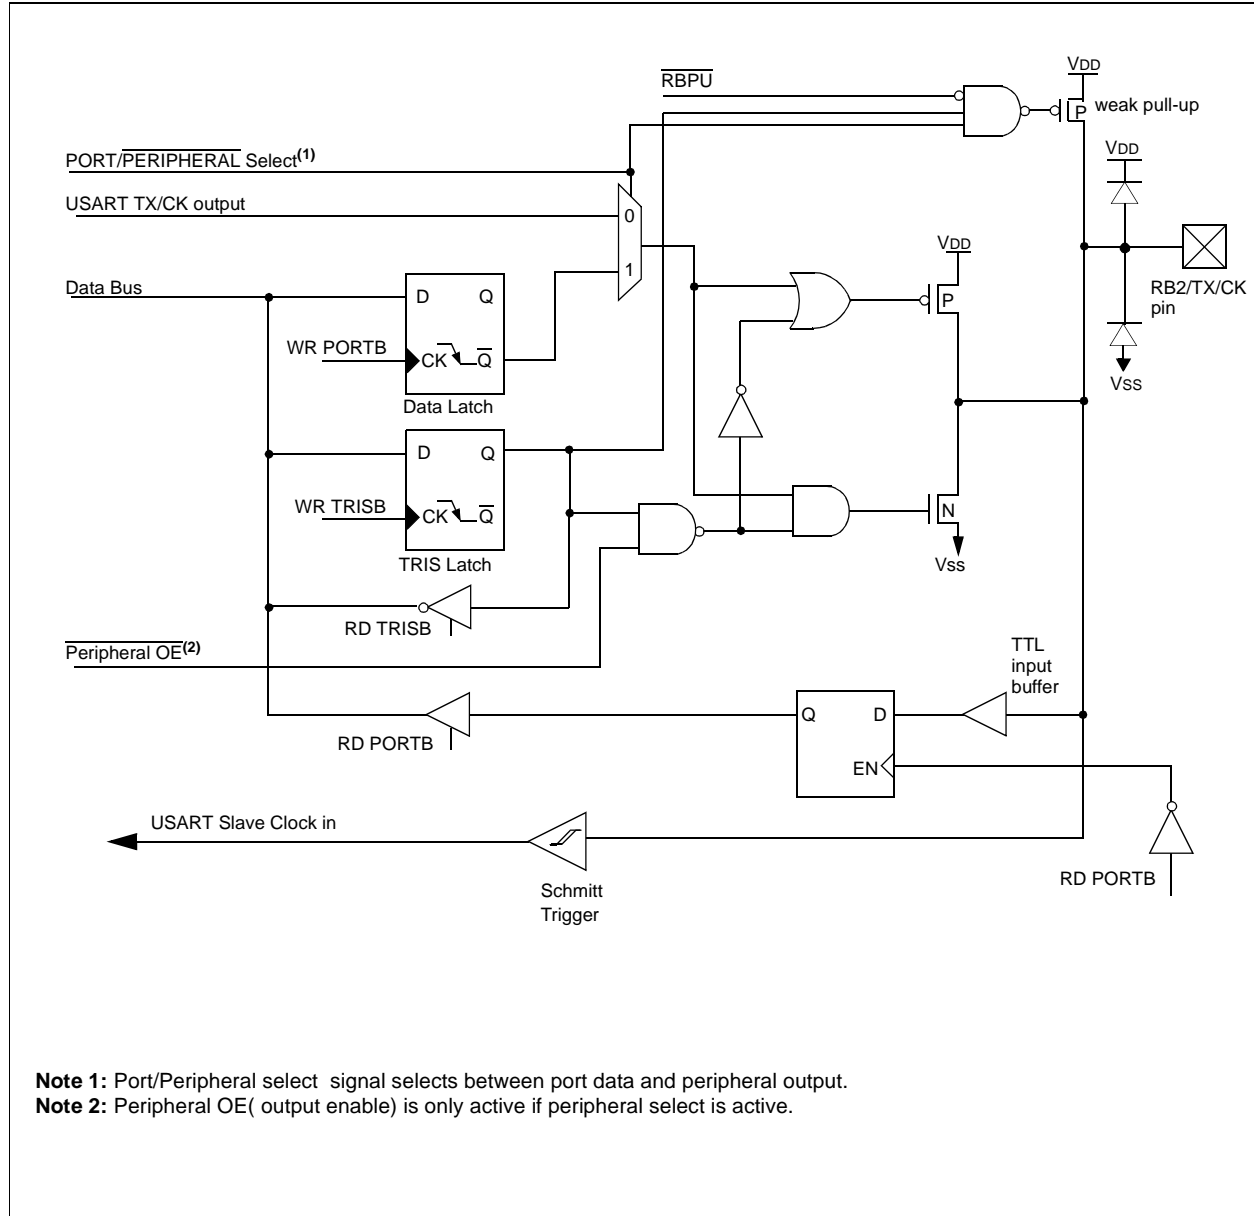 VDD
RBPU
weak pull-up
P
PORT/PERIPHERAL Select(1)
VDD
USART TX/CK output
0
VDD
1
Data Bus
D Q
P
RB2/TX/CK
pin
WR PORTB
CK Q
VSS
Data Latch
D Q
WR TRISB
CK Q
N
TRIS Latch
Vss
RD TRISB
Peripheral OE(2)
TTL
input
buffer
Q D
RD PORTB
EN
USART Slave Clock in
RD PORTB
Schmitt
Trigger
Note 1: Port/Peripheral select signal selects between port data and peripheral output.
Note 2: Peripheral OE( output enable) is only active if peripheral select is active.